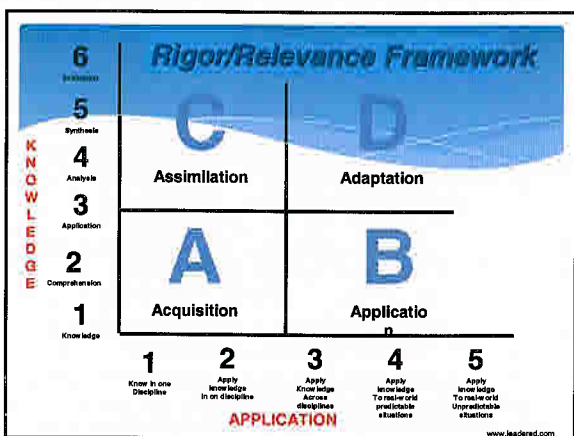 Rigor/Relevance Framework
6
Evaluation
5
Synthesis
4
Analysis
3
Application
2
Comprehension
1
Knowledge
KNOWLEDGE
C
Assimilation
D
Adaptation
A
Acquisition
B
Applicatio
n
1
Know in one
Discipline
2
Apply
knowledge
In on discipline
3
Apply
Knowledge
Across
disciplines
4
Apply
knowledge
To real-world
predictable
situations
5
Apply
knowledge
To real-world
Unpredictable
situations
APPLICATION
www.leadered.com